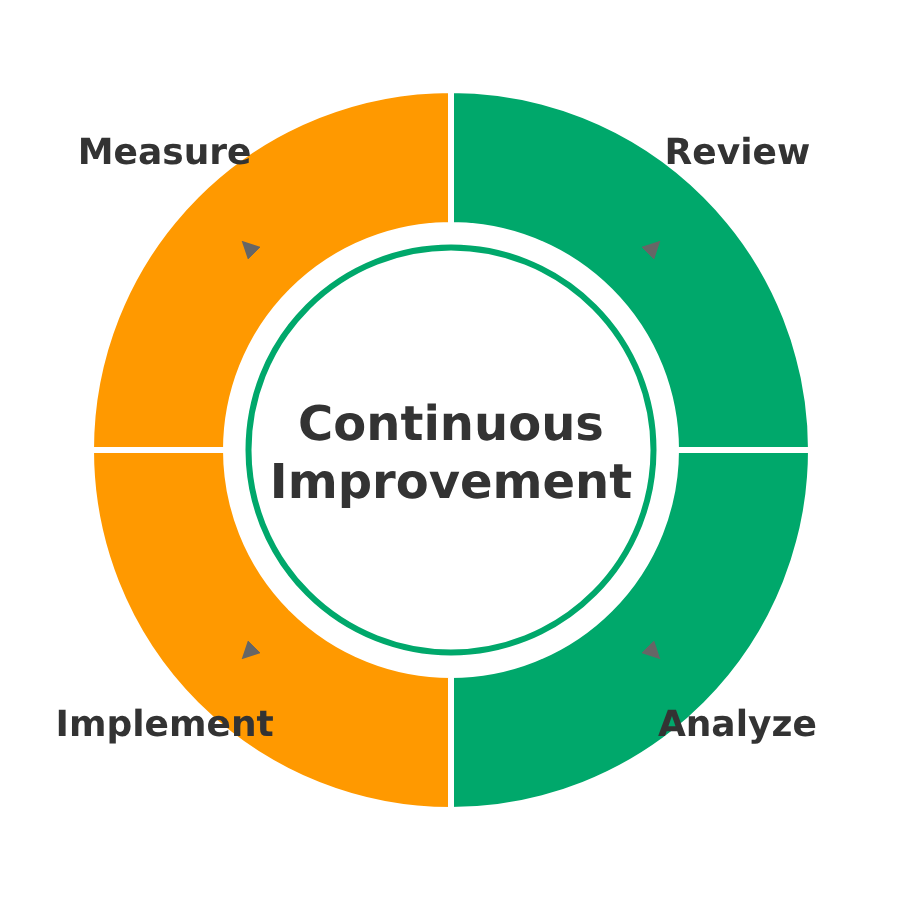 Measure
Review
Continuous
Improvement
Implement
Analyze